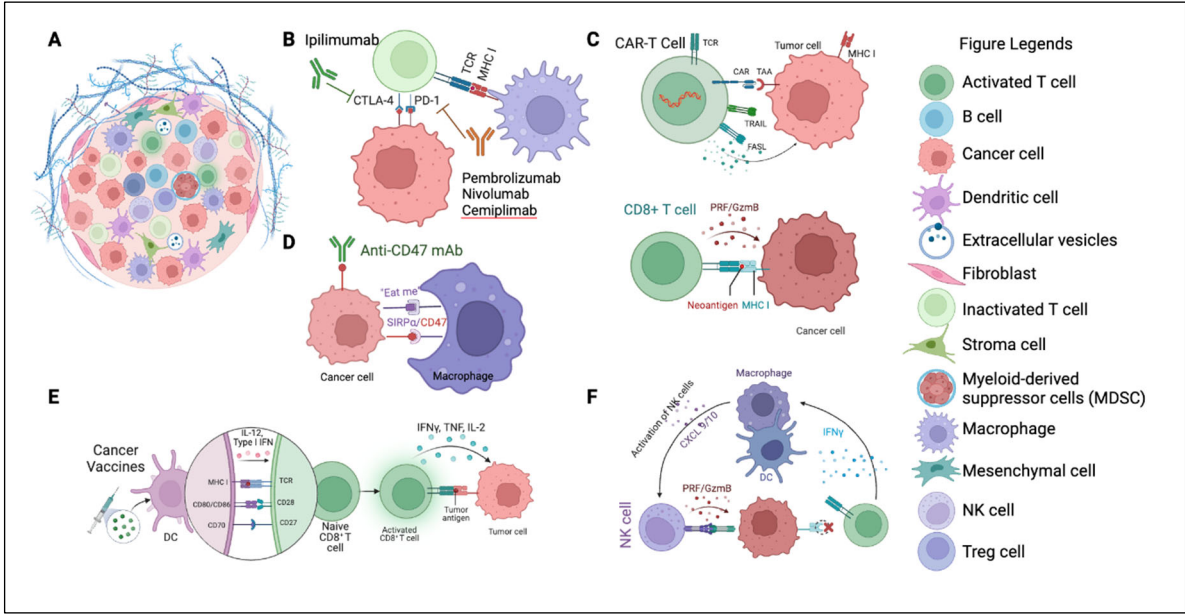 A
B
Ipilimumab
TCR
MHC I
CTLA-4
PD-1
Pembrolizumab
Nivolumab
Cemiplimab
C
CAR-T Cell
TCR
Tumor cell
MHC I
CAR
TAA
TRAIL
FASL
CD8+ T cell
PRF/GzmB
Neoantigen
MHC I
Cancer cell
D
Anti-CD47 mAb
"Eat me"
SIRPα/CD47
Cancer cell
Macrophage
E
Cancer
Vaccines
DC
IL-12,
Type I IFN
MHC I
TCR
CD80/CD86
CD28
CD70
CD27
Naive
CD8⁺ T
cell
Activated
CD8⁺ T cell
IFNγ, TNF, IL-2
Tumor
antigen
Tumor cell
F
Macrophage
Activation of NK cells
CXCL 9/10
DC
IFNγ
PRF/GzmB
NK cell
Figure Legends
Activated T cell
B cell
Cancer cell
Dendritic cell
Extracellular vesicles
Fibroblast
Inactivated T cell
Stroma cell
Myeloid-derived
suppressor cells (MDSC)
Macrophage
Mesenchymal cell
NK cell
Treg cell